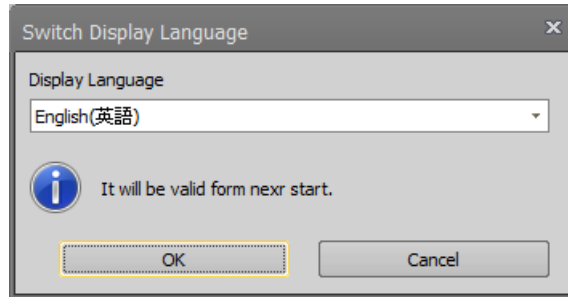 Switch Display Language
Display Language
English(英語)
It will be valid form nexr start.
OK
Cancel